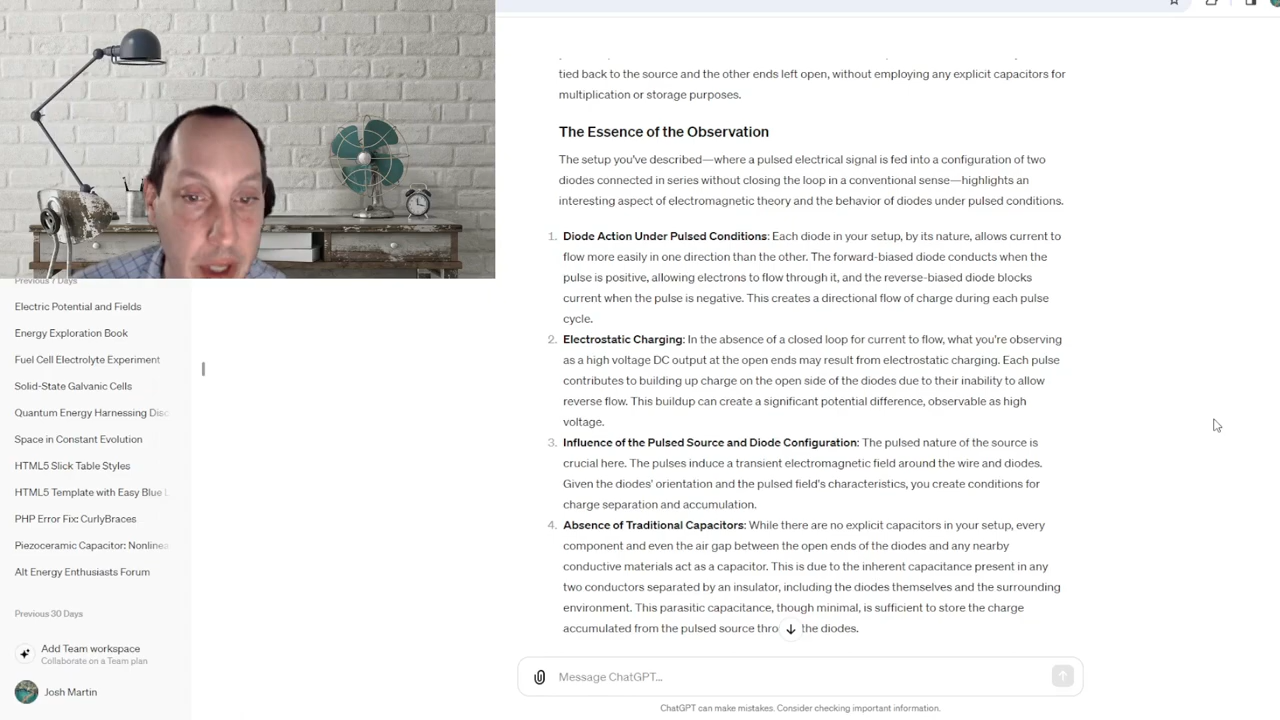 tied back to the source and the other ends left open, without employing any explicit capacitors for
multiplication or storage purposes.
The Essence of the Observation
The setup you've described—where a pulsed electrical signal is fed into a configuration of two
diodes connected in series without closing the loop in a conventional sense—highlights an
interesting aspect of electromagnetic theory and the behavior of diodes under pulsed conditions.
1. Diode Action Under Pulsed Conditions: Each diode in your setup, by its nature, allows current to
flow more easily in one direction than the other. The forward-biased diode conducts when the
pulse is positive, allowing electrons to flow through it, and the reverse-biased diode blocks
current when the pulse is negative. This creates a directional flow of charge during each pulse
cycle.
2. Electrostatic Charging: In the absence of a closed loop for current to flow, what you're observing
as a high voltage DC output at the open ends may result from electrostatic charging. Each pulse
contributes to building up charge on the open side of the diodes due to their inability to allow
reverse flow. This buildup can create a significant potential difference, observable as high
voltage.
3. Influence of the Pulsed Source and Diode Configuration: The pulsed nature of the source is
crucial here. The pulses induce a transient electromagnetic field around the wire and diodes.
Given the diodes' orientation and the pulsed field's characteristics, you create conditions for
charge separation and accumulation.
4. Absence of Traditional Capacitors: While there are no explicit capacitors in your setup, every
component and even the air gap between the open ends of the diodes and any nearby
conductive materials act as a capacitor. This is due to the inherent capacitance present in any
two conductors separated by an insulator, including the diodes themselves and the surrounding
environment. This parasitic capacitance, though minimal, is sufficient to store the charge
accumulated from the pulsed source thro the diodes.
Previous 7 Days
Electric Potential and Fields
Energy Exploration Book
Fuel Cell Electrolyte Experiment
Solid-State Galvanic Cells
Quantum Energy Harnessing Disc
Space in Constant Evolution
HTML5 Slick Table Styles
HTML5 Template with Easy Blue L
PHP Error Fix: CurlyBraces
Piezoceramic Capacitor: Nonlinea
Alt Energy Enthusiasts Forum
Previous 30 Days
Add Team workspace
Collaborate on a Team plan
Josh Martin
Message ChatGPT...
ChatGPT can make mistakes. Consider checking important information.